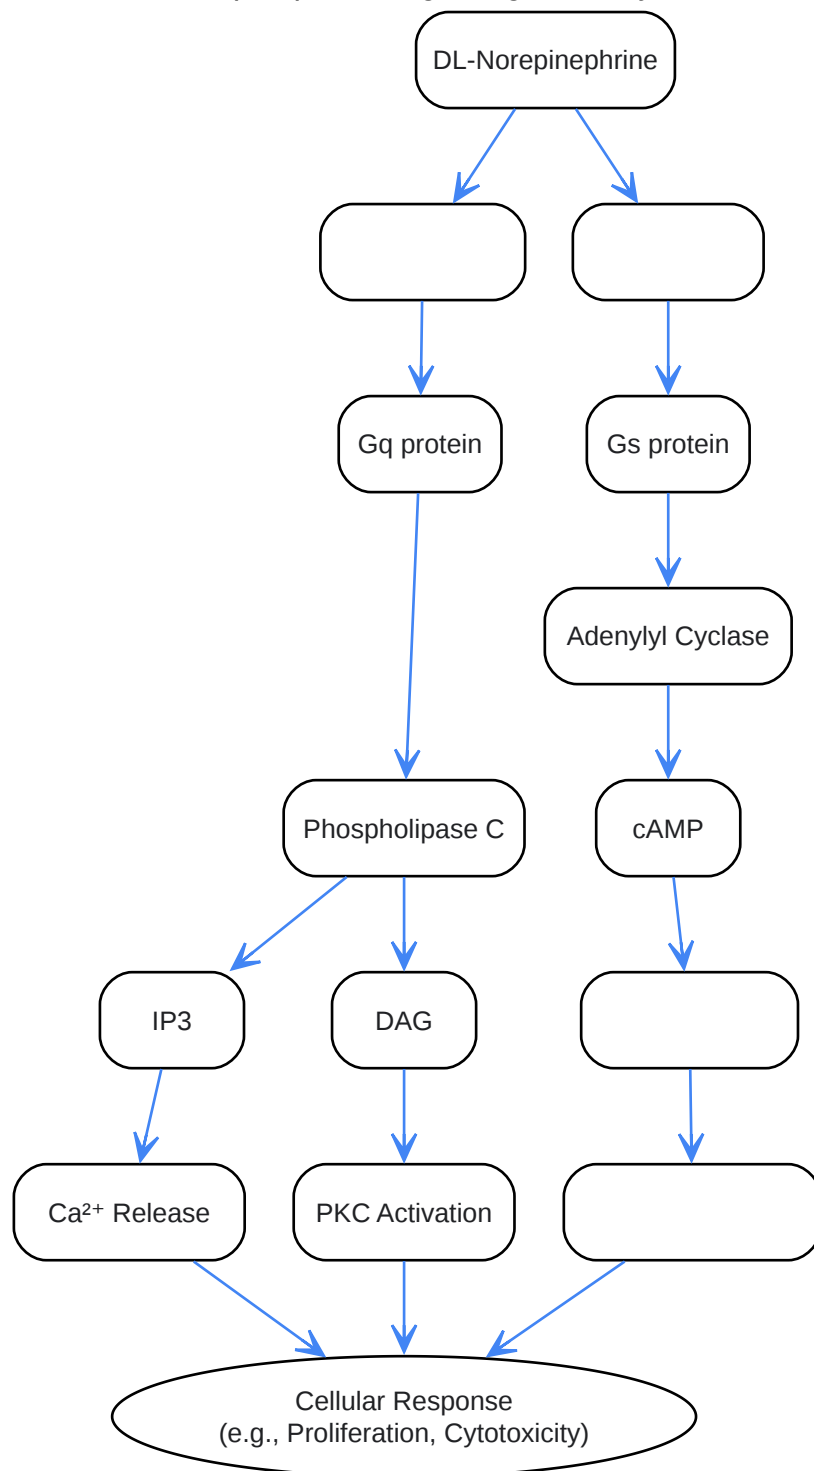 DL-Norepinephrine
Gq protein
Gs protein
Adenylyl Cyclase
Phospholipase C
cAMP
IP3
DAG
Ca²⁺ Release
PKC Activation
Cellular Response
(e.g., Proliferation, Cytotoxicity)